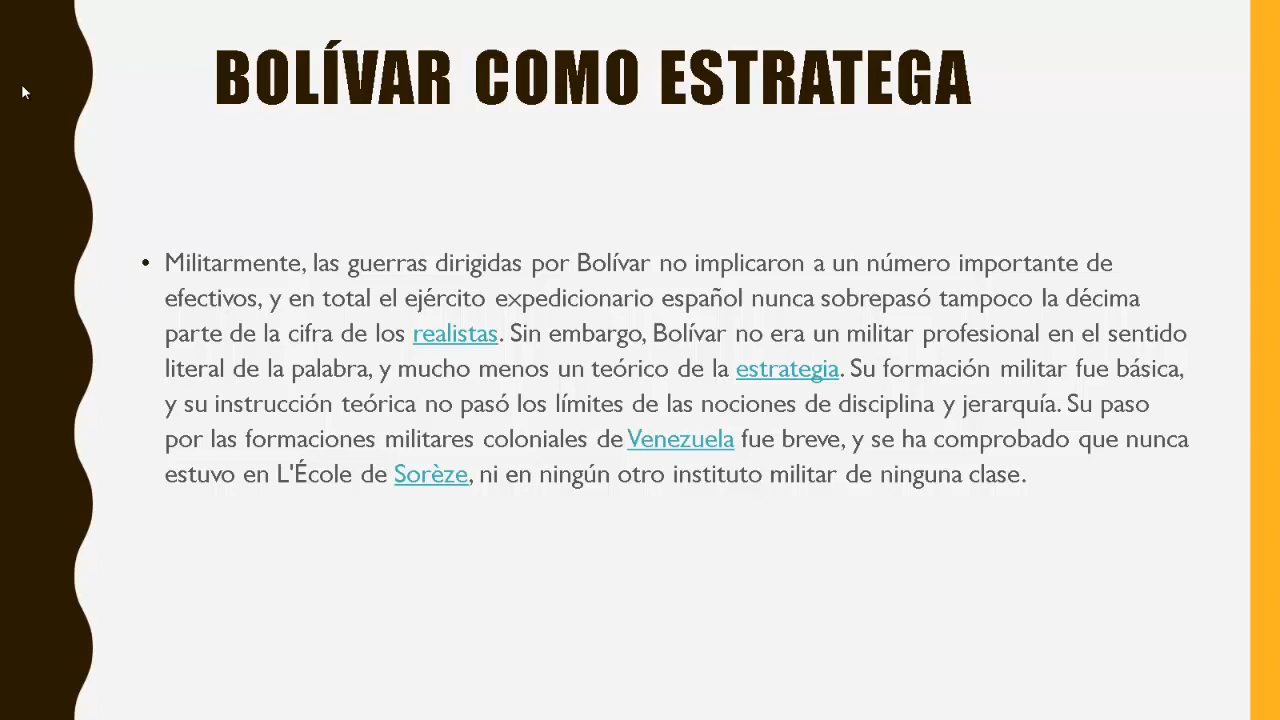 BOLÍVAR COMO ESTRATEGA
• Militarmente, las guerras dirigidas por Bolívar no implicaron a un número importante de
efectivos, y en total el ejército expedicionario español nunca sobrepasó tampoco la décima
parte de la cifra de los realistas. Sin embargo, Bolívar no era un militar profesional en el sentido
literal de la palabra, y mucho menos un teórico de la estrategia. Su formación militar fue básica,
y su instrucción teórica no pasó los límites de las nociones de disciplina y jerarquía. Su paso
por las formaciones militares coloniales de Venezuela fue breve, y se ha comprobado que nunca
estuvo en L'École de Sorèze, ni en ningún otro instituto militar de ninguna clase.